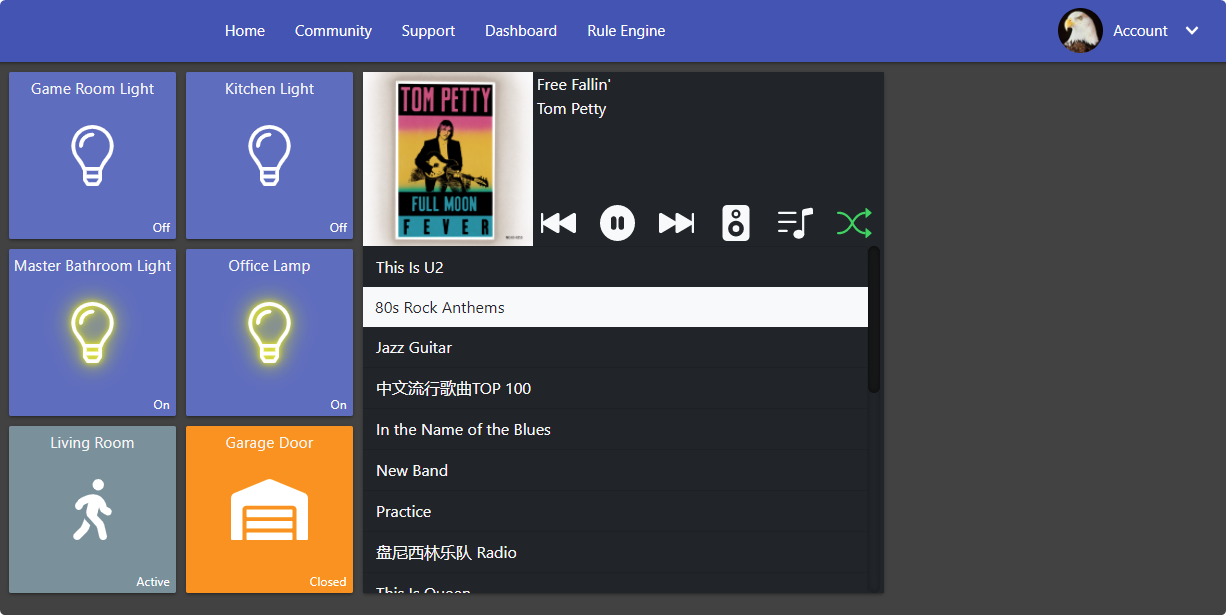 Home
Community
Support
Dashboard
Rule Engine
Account
Game Room Light
Off
Kitchen Light
Off
Master Bathroom Light
On
Office Lamp
On
Living Room
Active
Garage Door
Closed
TOM PETTY
FULL MOON
FEVER
Free Fallin'
Tom Petty
This Is U2
80s Rock Anthems
Jazz Guitar
中文流行歌曲TOP 100
In the Name of the Blues
New Band
Practice
盘尼西林乐队 Radio
This Is Queen